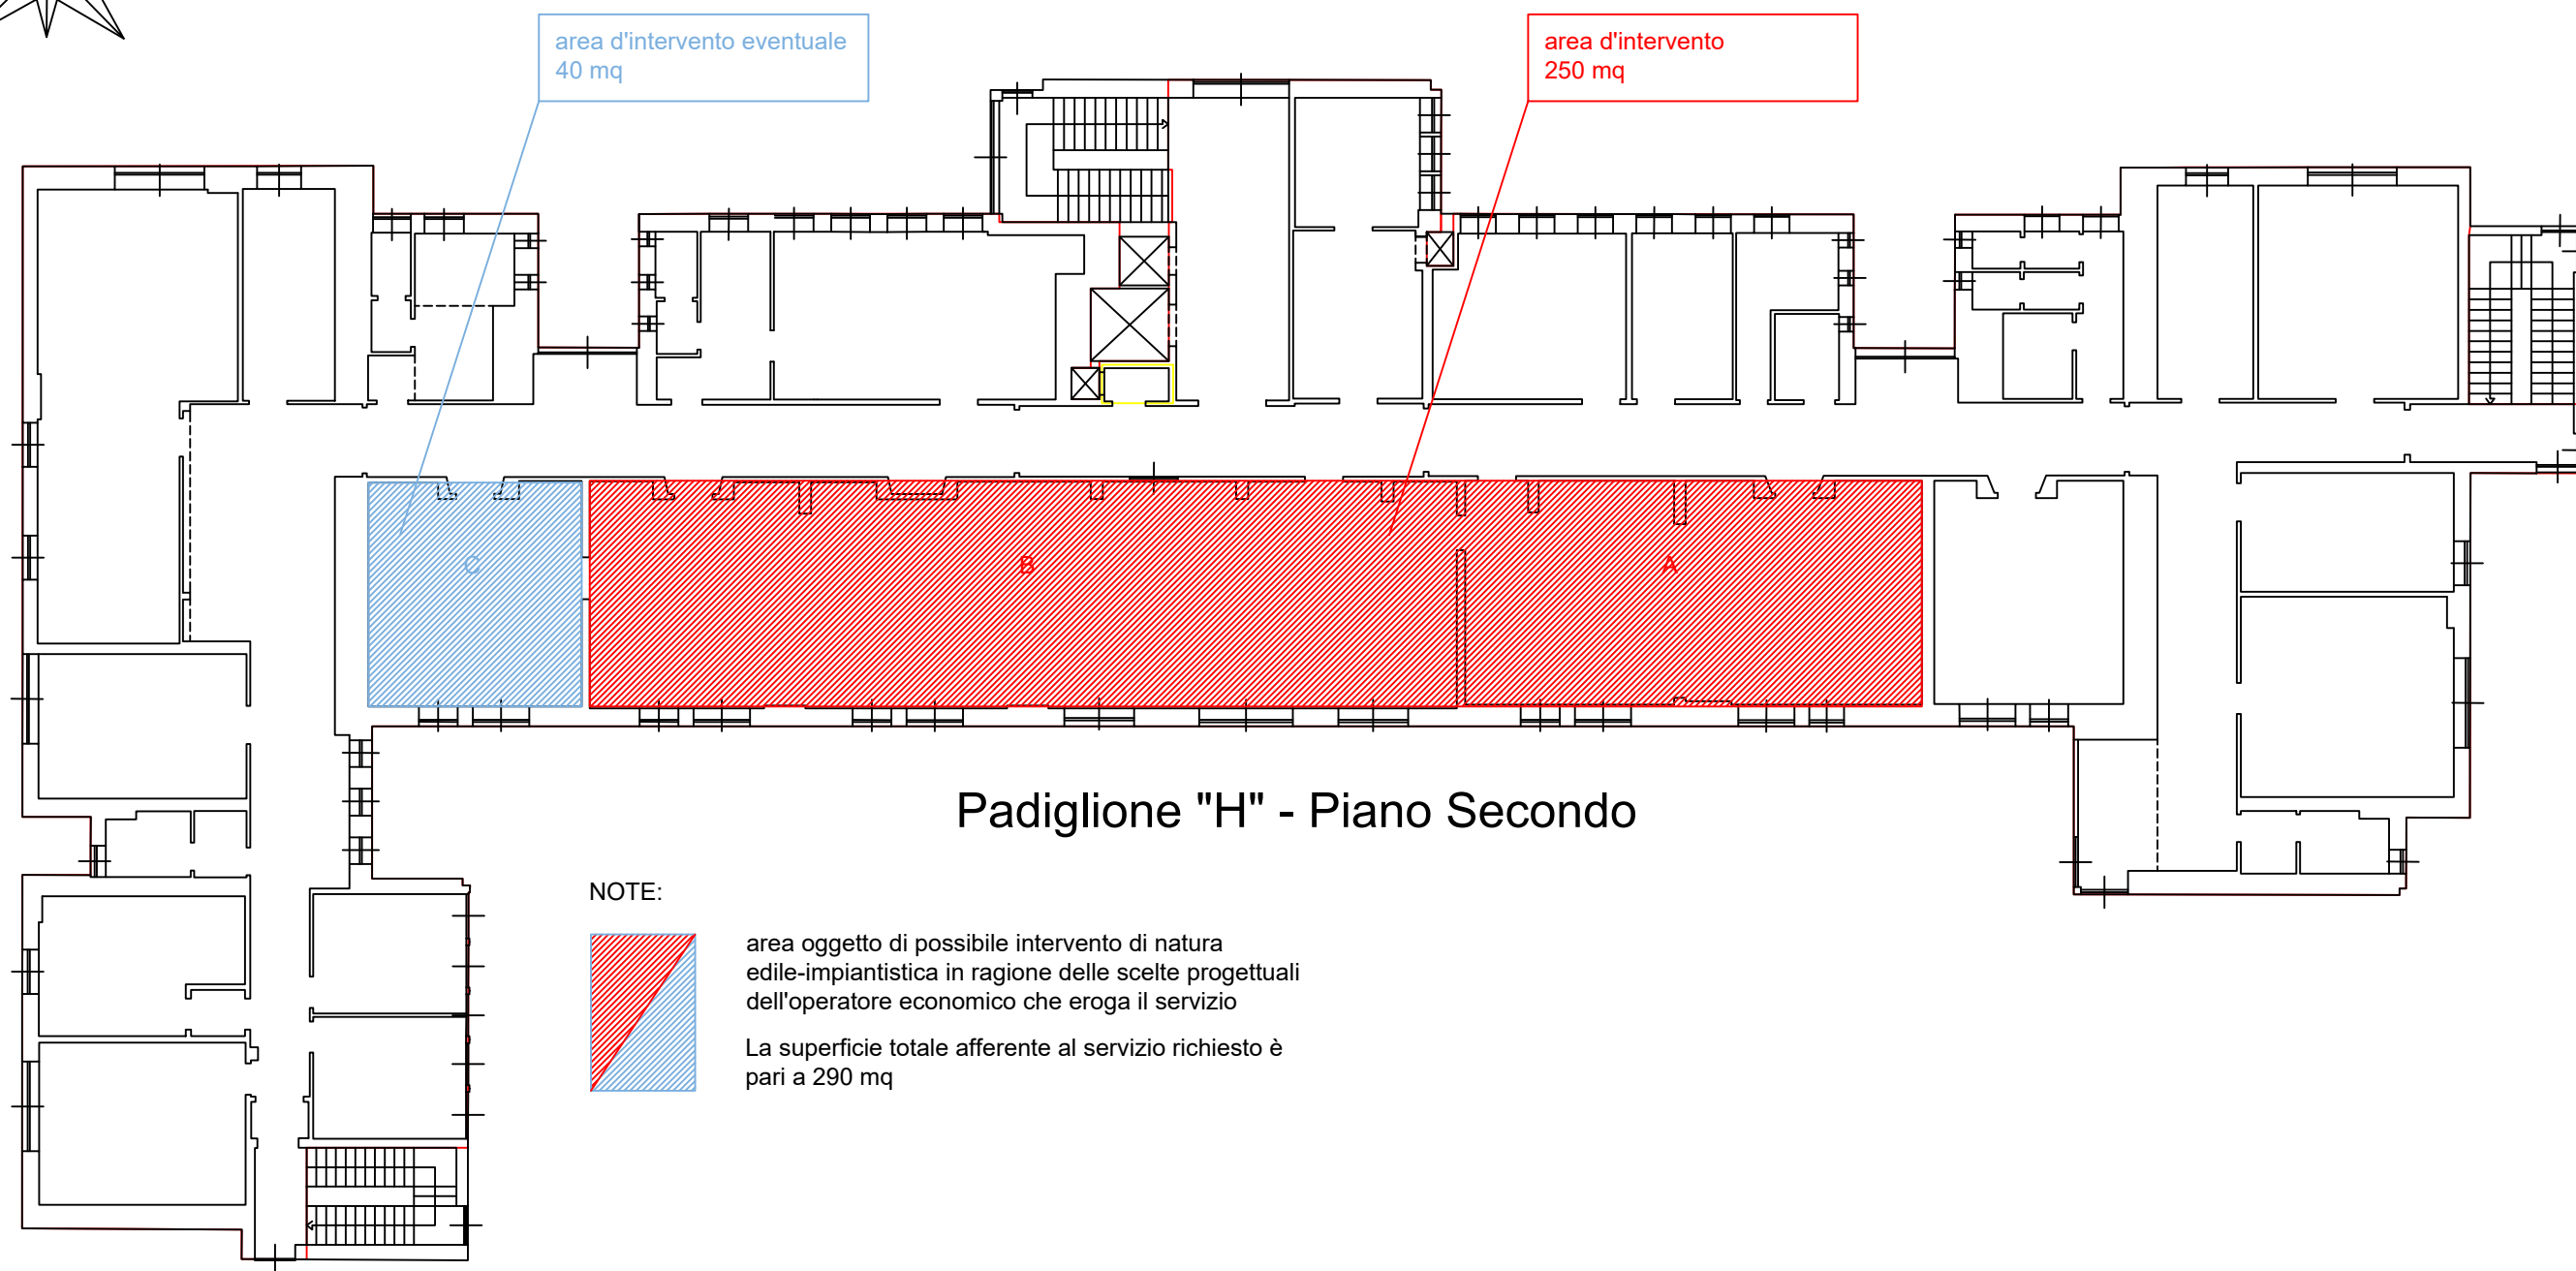 area d'intervento eventuale
40 mq
area d'intervento
250 mq
C
B
A
Padiglione "H" - Piano Secondo
NOTE:
area oggetto di possibile intervento di natura
edile-impiantistica in ragione delle scelte progettuali
dell'operatore economico che eroga il servizio
La superficie totale afferente al servizio richiesto è
pari a 290 mq